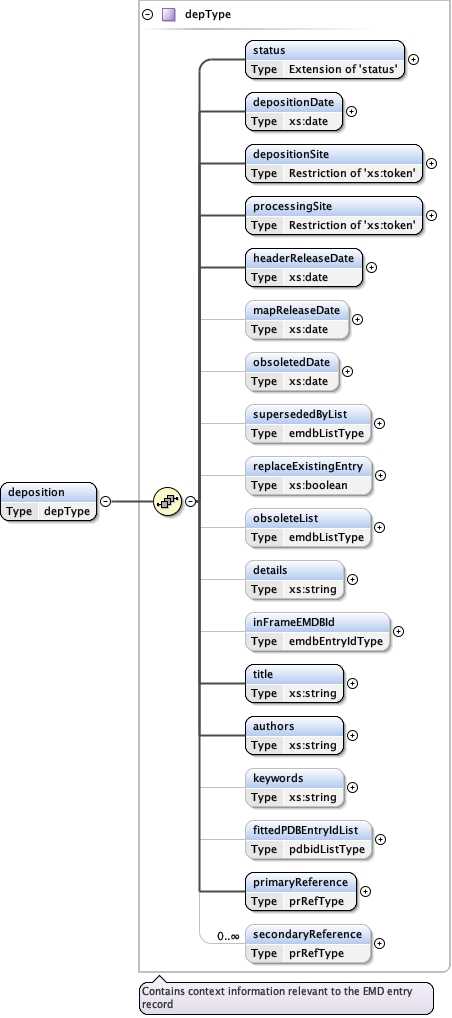 depType
status
Type Extension of 'status'
depositionDate
Type xs:date
depositionSite
Type Restriction of 'xs:token'
processingSite
Type Restriction of 'xs:token'
headerReleaseDate
Type xs:date
mapReleaseDate
Type xs:date
obsoletedDate
Type xs:date
supersededByList
Type emdbListType
replaceExistingEntry
Type xs:boolean
deposition
Type depType
obsoleteList
Type emdbListType
details
Type xs:string
inFrameEMDBId
Type emdbEntryIdType
title
Type xs:string
authors
Type xs:string
keywords
Type xs:string
fittedPDBEntryIdList
Type pdbidListType
primaryReference
Type prRefType
0..∞
secondaryReference
Type prRefType
Contains context information relevant to the EMD entry
record